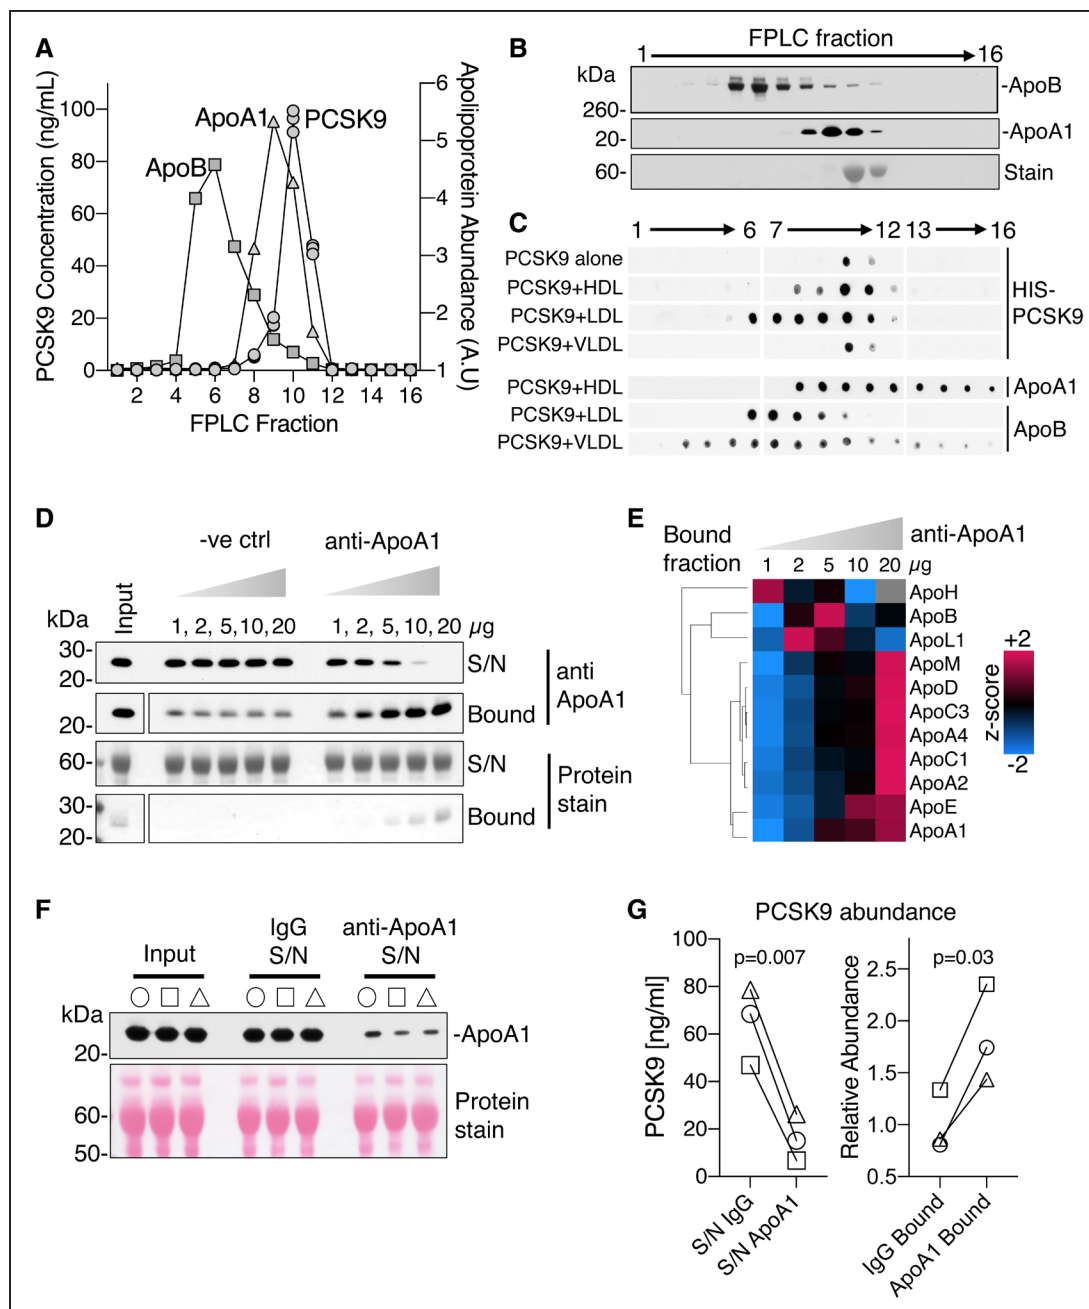 A
PCSK9 Concentration (ng/mL)
100
80
60
40
20
0
6
5
4
3
2
1
Apolipoprotein Abundance (A.U)
ApoA1
PCSK9
ApoB
2 4 6 8 10 12 14 16
FPLC Fraction
B
FPLC fraction
1 16
kDa
260-
-ApoB
20-
-ApoA1
60-
Stain
C
1 6 7 12 13 16
PCSK9 alone
PCSK9+HDL
PCSK9+LDL
PCSK9+VLDL
HIS-
PCSK9
PCSK9+HDL
ApoA1
PCSK9+LDL
PCSK9+VLDL
ApoB
D
-ve ctrl
anti-ApoA1
kDa
Input
1, 2, 5, 10, 20
1, 2, 5, 10, 20 µg
30-
20-
S/N
20-
Bound
anti
ApoA1
60-
S/N
30-
20-
Bound
Protein
stain
E
Bound
fraction
anti-ApoA1
1 2 5 10 20 µg
ApoH
ApoB
ApoL1
ApoM
ApoD
ApoC3
ApoA4
ApoC1
ApoA2
ApoE
ApoA1
+2
z-score
-2
F
Input
IgG
S/N
anti-ApoA1
S/N
kDa
20-
-ApoA1
60-
50-
Protein
stain
G
PCSK9 abundance
PCSK9 [ng/ml]
100
80
60
40
20
0
p=0.007
S/N IgG
S/N ApoA1
Relative Abundance
2.5
2.0
1.5
1.0
0.5
p=0.03
IgG Bound
ApoA1 Bound